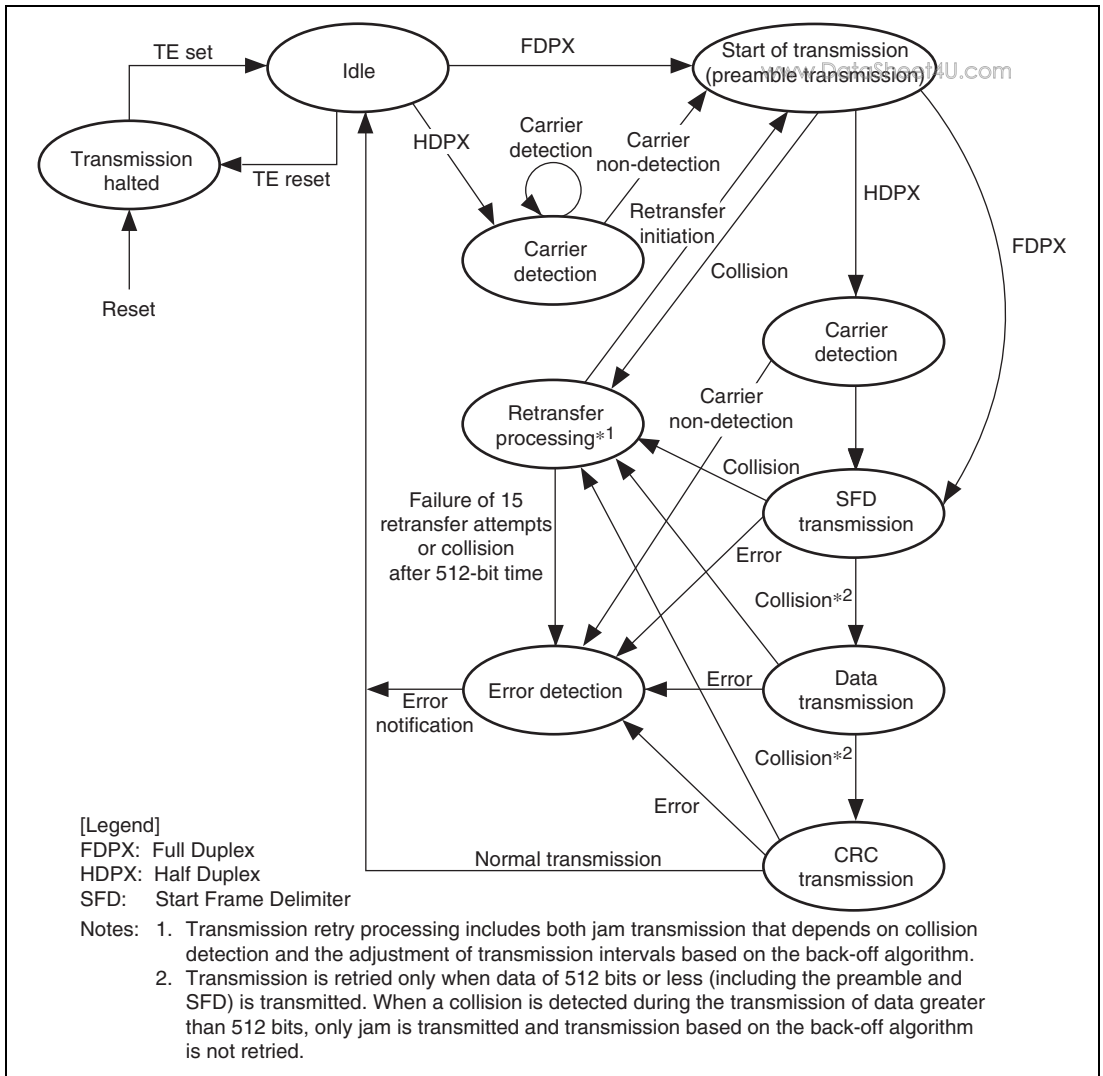 TE set
Idle
FDPX
Start of transmission
(preamble transmission)
www.DataSheet4U.com
Transmission
halted
TE reset
HDPX
Carrier
detection
Carrier
non-detection
HDPX
Retransfer
initiation
Carrier
detection
Collision
FDPX
Reset
Carrier
detection
Carrier
non-detection
Retransfer
processing*1
Collision
SFD
transmission
Failure of 15
retransfer attempts
or collision
after 512-bit time
Error
Collision*2
Error detection
Error
Data
transmission
Error
notification
Collision*2
Error
Normal transmission
CRC
transmission
[Legend]
FDPX: Full Duplex
HDPX: Half Duplex
SFD: Start Frame Delimiter
Notes: 1. Transmission retry processing includes both jam transmission that depends on collision
detection and the adjustment of transmission intervals based on the back-off algorithm.
2. Transmission is retried only when data of 512 bits or less (including the preamble and
SFD) is transmitted. When a collision is detected during the transmission of data greater
than 512 bits, only jam is transmitted and transmission based on the back-off algorithm
is not retried.